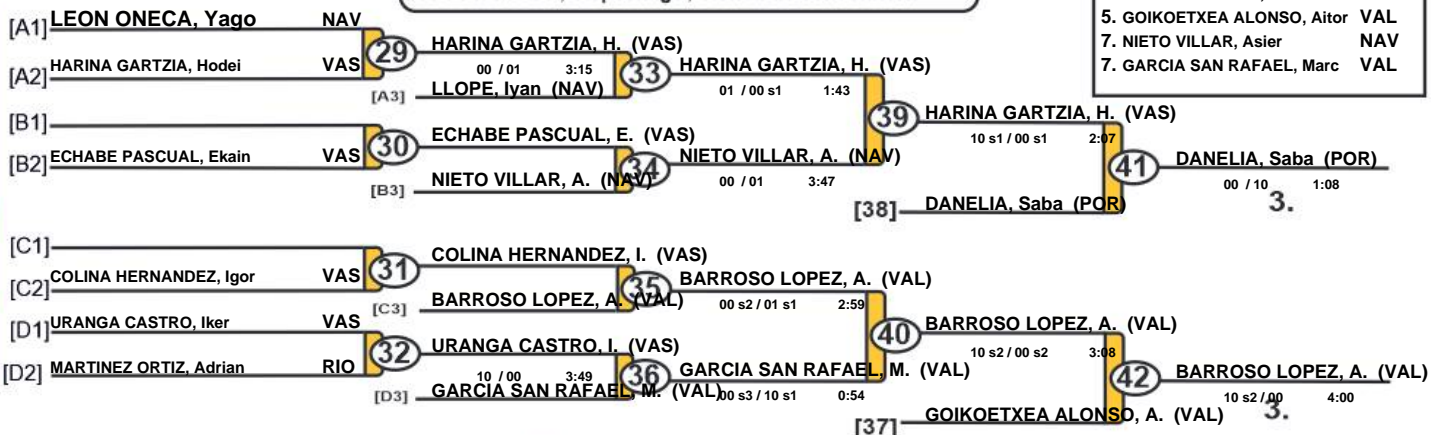 5. GOIKOETXEA ALONSO, Aitor VAL
7. NIETO VILLAR, Asier NAV
7. GARCIA SAN RAFAEL, Marc VAL
[A1] LEON ONECA, Yago NAV
[A2] HARINA GARTZIA, Hodei VAS
29
HARINA GARTZIA, H. (VAS)
00 / 01 3:15
[A3] LLOPE, Iyan (NAV)
33
HARINA GARTZIA, H. (VAS)
01 / 00 s1 1:43
[B1]
[B2] ECHABE PASCUAL, Ekain VAS
30
ECHABE PASCUAL, E. (VAS)
[B3] NIETO VILLAR, A. (NAV)
34
NIETO VILLAR, A. (NAV)
00 / 01 3:47
39
HARINA GARTZIA, H. (VAS)
10 s1 / 00 s1 2:07
[38] DANELIA, Saba (POR)
41
DANELIA, Saba (POR)
00 / 10 1:08
3.
[C1]
[C2] COLINA HERNANDEZ, Igor VAS
31
COLINA HERNANDEZ, I. (VAS)
[C3] BARROSO LOPEZ, A. (VAL)
35
BARROSO LOPEZ, A. (VAL)
00 s2 / 01 s1 2:59
[D1] URANGA CASTRO, Iker VAS
[D2] MARTINEZ ORTIZ, Adrian RIO
32
URANGA CASTRO, I. (VAS)
10 / 00 3:49
[D3] GARCIA SAN RAFAEL, M. (VAL)
36
GARCIA SAN RAFAEL, M. (VAL)
00 s3 / 10 s1 0:54
40
BARROSO LOPEZ, A. (VAL)
10 s2 / 00 s2 3:08
[37] GOIKOETXEA ALONSO, A. (VAL)
42
BARROSO LOPEZ, A. (VAL)
10 s2 / 00 4:00
3.